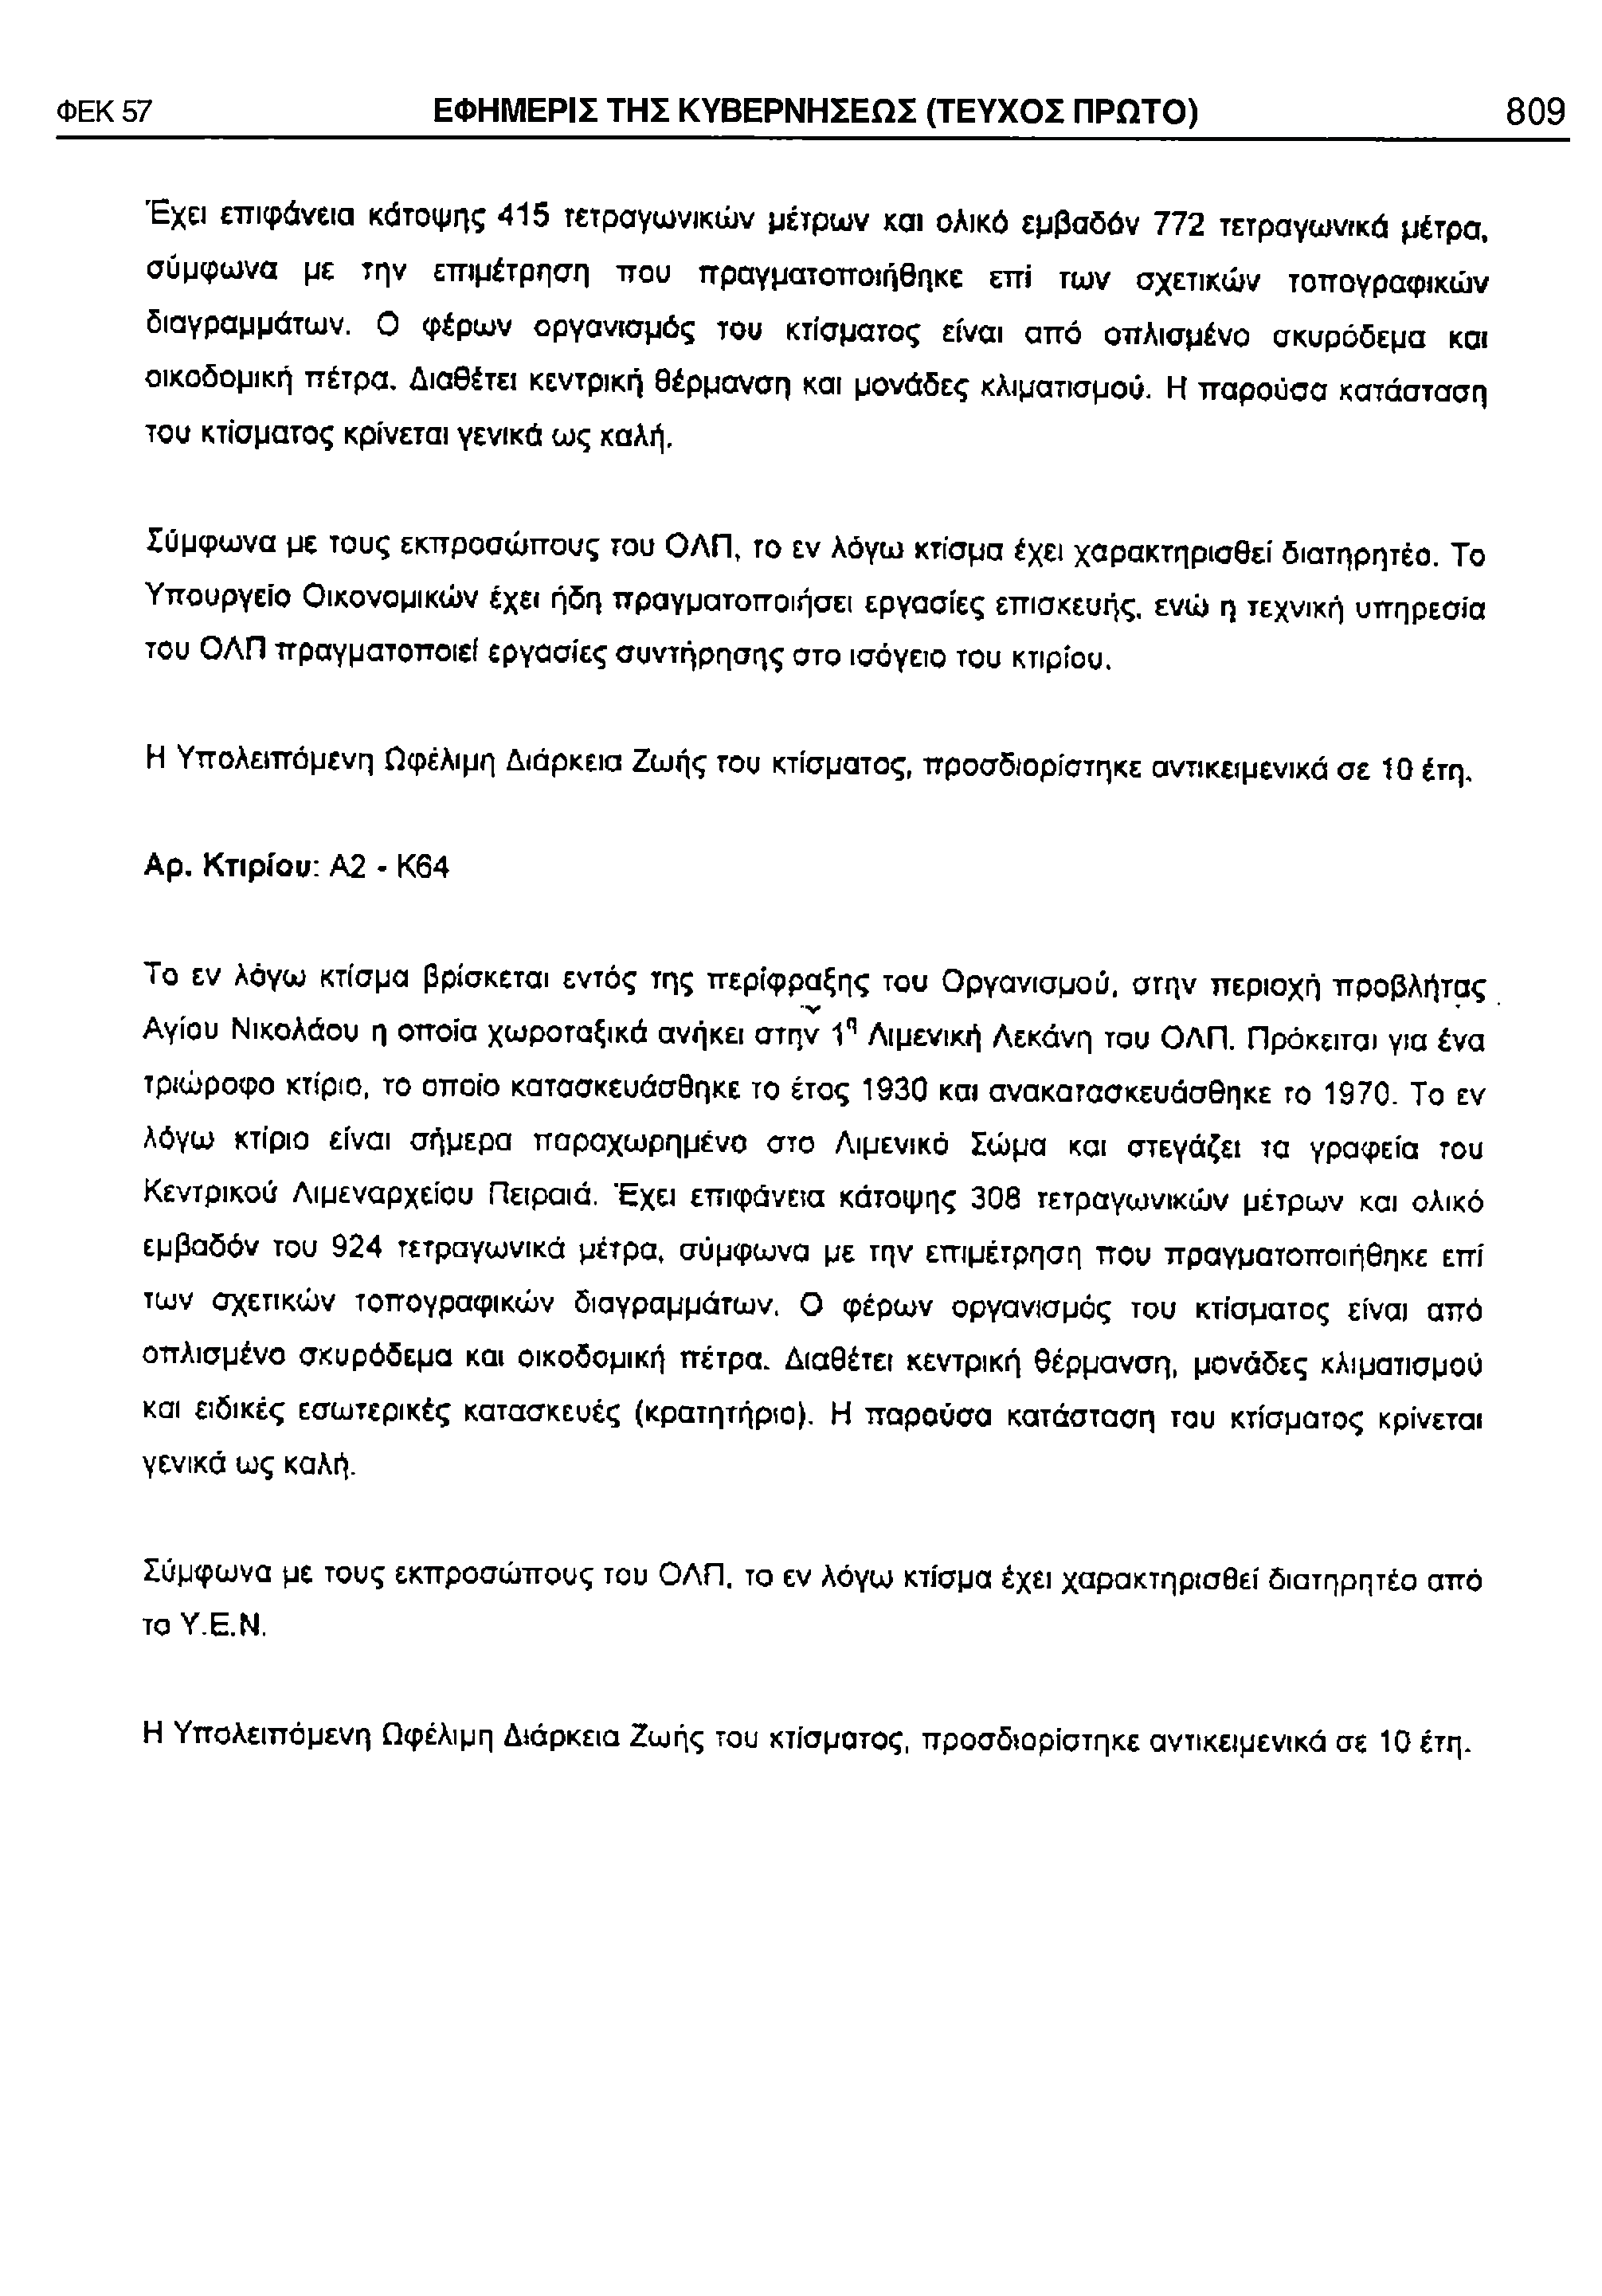 ΦΕΚ 57 ΕΦΗΜΕΡΙΣ ΤΗΣ ΚΥΒΕΡΝΗΣΕΩΣ (ΤΕΥΧΟΣ ΠΡΩΤΟ) 809
Έχει επιφάνεια κάτοψης 415 τετραγωνικών μέτρων και ολικό εμβαδόν 772 τετραγωνικά μέτρα,
σύμφωνα με την επιμέτρηση που πραγματοποιήθηκε επί των σχετικών τοπογραφικών
διαγραμμάτων. Ο φέρων οργανισμός του κτίσματος είναι από οπλισμένο σκυρόδεμα και
οικοδομική πέτρα. Διαθέτει κεντρική θέρμανση και μονάδες κλιματισμού. Η παρούσα κατάσταση
του κτίσματος κρίνεται γενικά ως καλή.
Σύμφωνα με τους εκπροσώπους του ΟΛΠ, το εν λόγω κτίσμα έχει χαρακτηρισθεί διατηρητέο. Το
Υπουργείο Οικονομικών έχει ήδη πραγματοποιήσει εργασίες επισκευής, ενώ η τεχνική υπηρεσία
του ΟΛΠ πραγματοποιεί εργασίες συντήρησης στο ισόγειο του κτιρίου.
Η Υπολειπόμενη Ωφέλιμη Διάρκεια Ζωής του κτίσματος, προσδιορίστηκε αντικειμενικά σε 10 έτη.
Αρ. Κτιρίου: Α2 - Κ64
Το εν λόγω κτίσμα βρίσκεται εντός της περίφραξης του Οργανισμού, στην περιοχή προβλήτας
Αγίου Νικολάου η οποία χωροταξικά ανήκει στην 1η Λιμενική Λεκάνη του ΟΛΠ. Πρόκειται για ένα
τριώροφο κτίριο, το οποίο κατασκευάσθηκε το έτος 1930 και ανακατασκευάσθηκε το 1970. Το εν
λόγω κτίριο είναι σήμερα παραχωρημένο στο Λιμενικό Σώμα και στεγάζει τα γραφεία του
Κεντρικού Λιμεναρχείου Πειραιά. Έχει επιφάνεια κάτοψης 308 τετραγωνικών μέτρων και ολικό
εμβαδόν του 924 τετραγωνικά μέτρα, σύμφωνα με την επιμέτρηση που πραγματοποιήθηκε επί
των σχετικών τοπογραφικών διαγραμμάτων. Ο φέρων οργανισμός του κτίσματος είναι από
οπλισμένο σκυρόδεμα και οικοδομική πέτρα. Διαθέτει κεντρική θέρμανση, μονάδες κλιματισμού
και ειδικές εσωτερικές κατασκευές (κρατητήριο). Η παρούσα κατάσταση του κτίσματος κρίνεται
γενικά ως καλή.
Σύμφωνα με τους εκπροσώπους του ΟΛΠ, το εν λόγω κτίσμα έχει χαρακτηρισθεί διατηρητέο από
το Υ.Ε.Ν.
Η Υπολειπόμενη Ωφέλιμη Διάρκεια Ζωής του κτίσματος, προσδιορίστηκε αντικειμενικά σε 10 έτη.